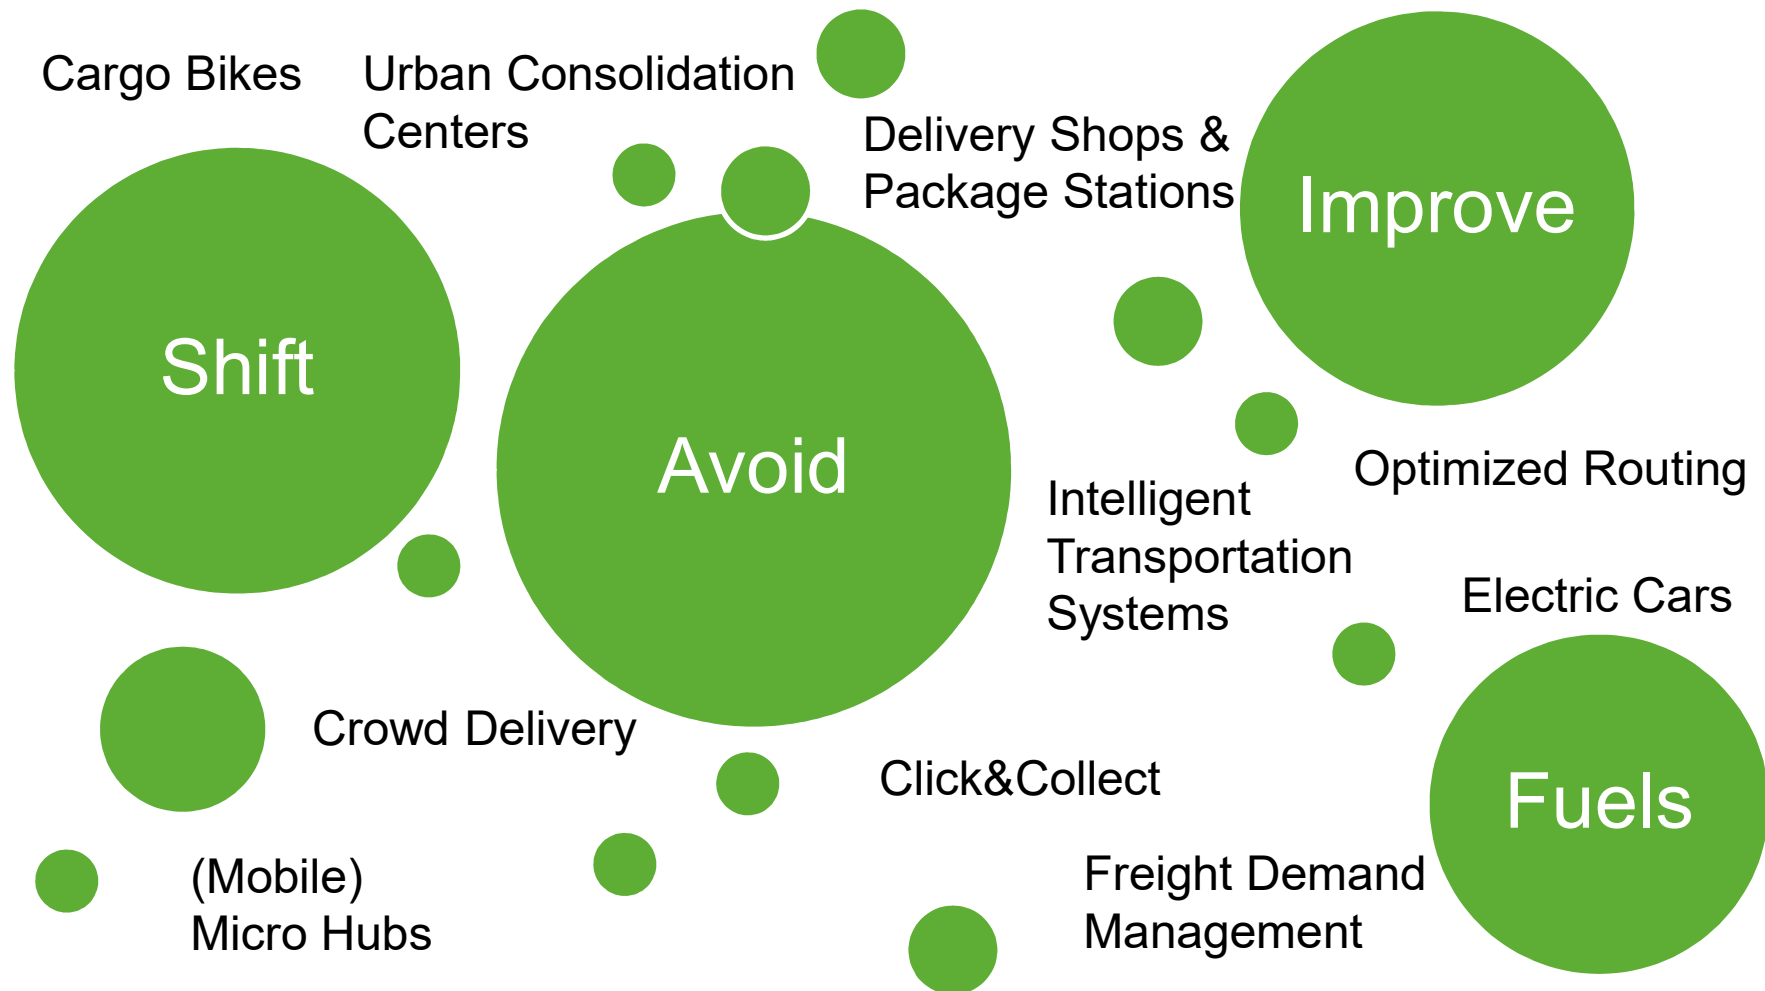 Cargo Bikes
Urban Consolidation
Centers
Delivery Shops &
Package Stations
Improve
Shift
Avoid
Optimized Routing
Intelligent
Transportation
Systems
Electric Cars
Crowd Delivery
Click&Collect
Fuels
(Mobile)
Micro Hubs
Freight Demand
Management